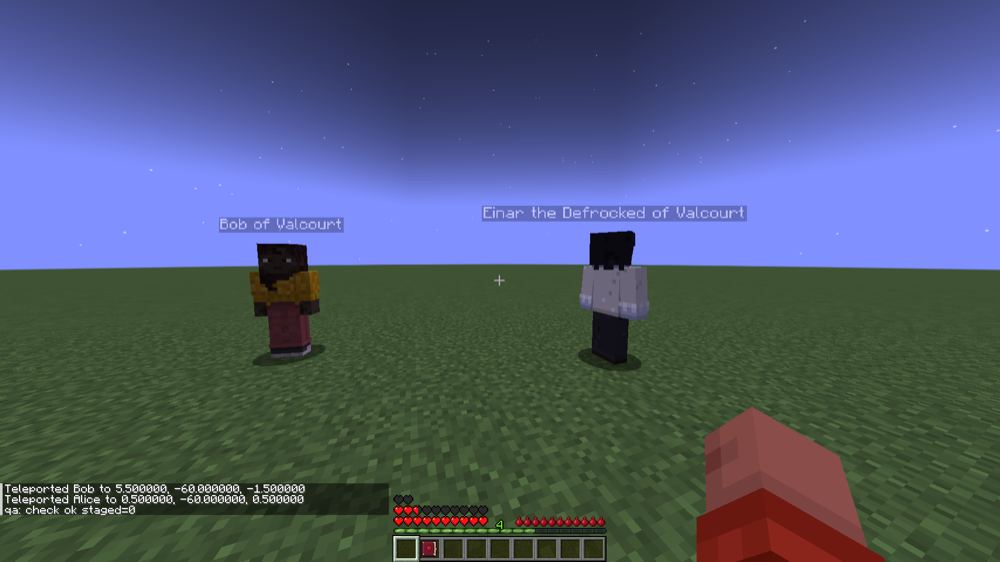 Bob of Valcourt
Einar the Defrocked of Valcourt
Teleported Bob to 5.500000, -60.000000, -1.500000
Teleported Alice to 0.500000, -60.000000, 0.500000
qa: check ok staged=0
4